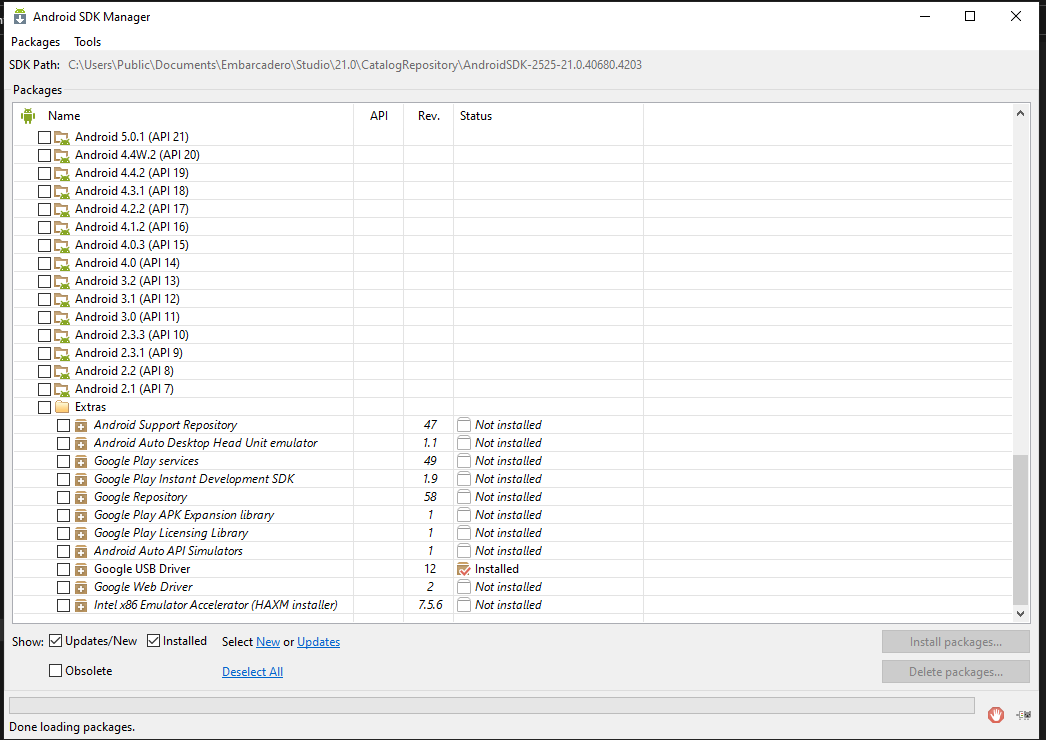 Android SDK Manager
Packages Tools
SDK Path: C:\Users\Public\Documents\Embarcadero\Studio\21.0\CatalogRepository\AndroidSDK-2525-21.0.40680.4203
Packages
Name API Rev. Status
Android 5.0.1 (API 21)
Android 4.4W.2 (API 20)
Android 4.4.2 (API 19)
Android 4.3.1 (API 18)
Android 4.2.2 (API 17)
Android 4.1.2 (API 16)
Android 4.0.3 (API 15)
Android 4.0 (API 14)
Android 3.2 (API 13)
Android 3.1 (API 12)
Android 3.0 (API 11)
Android 2.3.3 (API 10)
Android 2.3.1 (API 9)
Android 2.2 (API 8)
Android 2.1 (API 7)
Extras
Android Support Repository 47 Not installed
Android Auto Desktop Head Unit emulator 1.1 Not installed
Google Play services 49 Not installed
Google Play Instant Development SDK 1.9 Not installed
Google Repository 58 Not installed
Google Play APK Expansion library 1 Not installed
Google Play Licensing Library 1 Not installed
Android Auto API Simulators 1 Not installed
Google USB Driver 12 Installed
Google Web Driver 2 Not installed
Intel x86 Emulator Accelerator (HAXM installer) 7.5.6 Not installed
Show: Updates/New Installed Select New or Updates Install packages...
Obsolete Deselect All Delete packages...
Done loading packages.